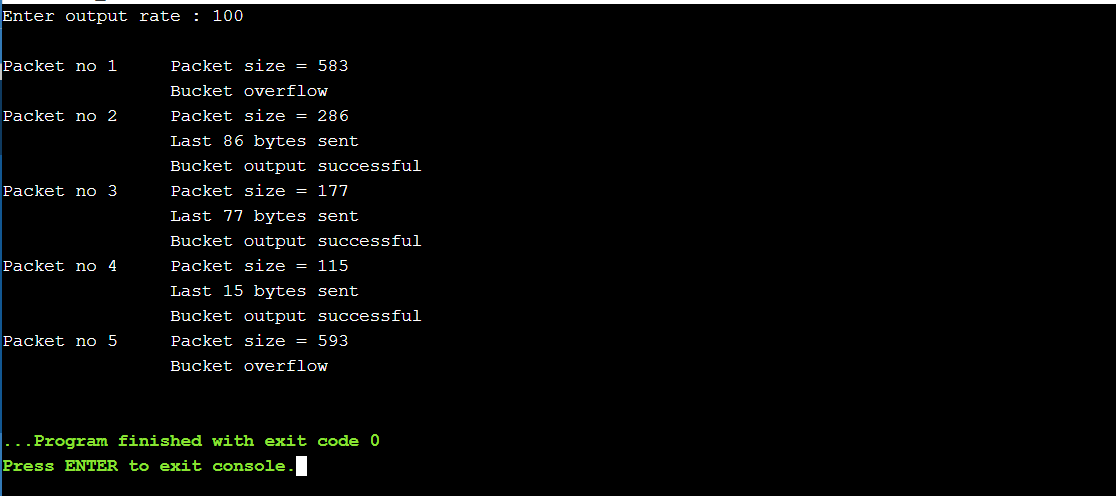 Enter output rate : 100
Packet no 1 Packet size = 583
Bucket overflow
Packet no 2 Packet size = 286
Last 86 bytes sent
Bucket output successful
Packet no 3 Packet size = 177
Last 77 bytes sent
Bucket output successful
Packet no 4 Packet size = 115
Last 15 bytes sent
Bucket output successful
Packet no 5 Packet size = 593
Bucket overflow
...Program finished with exit code 0
Press ENTER to exit console.